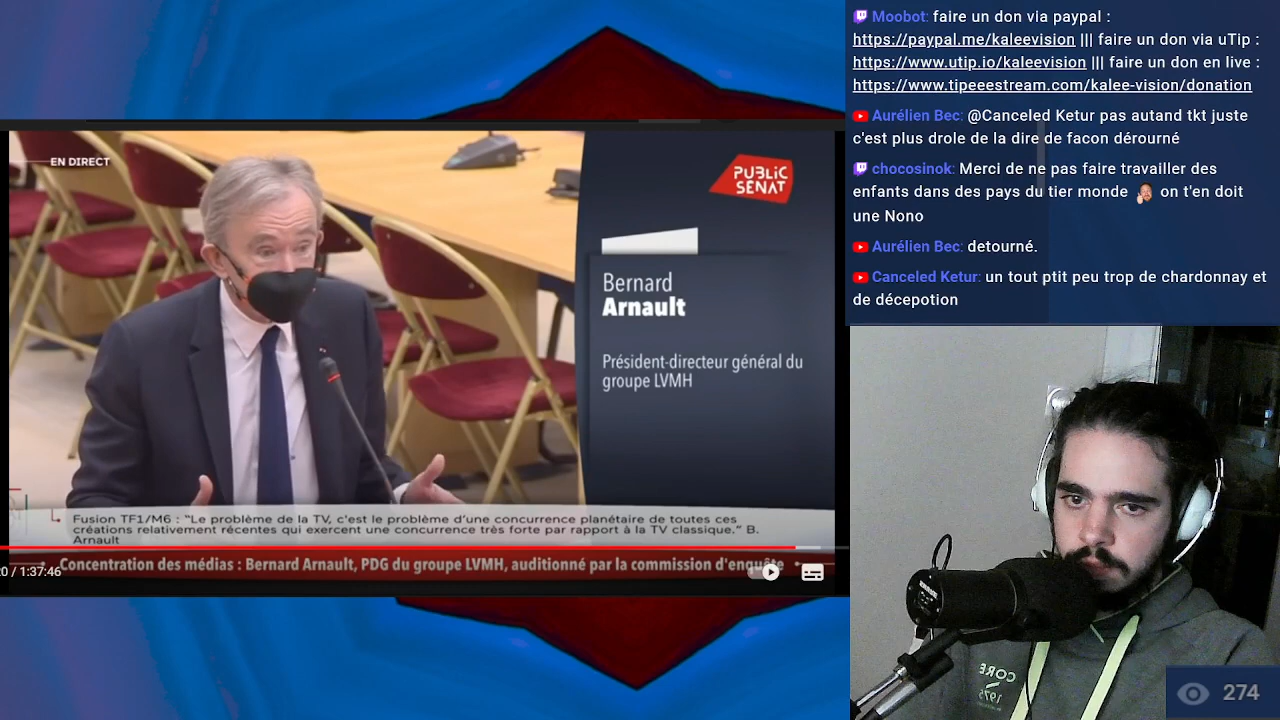 Moobot: faire un don via paypal :
https://paypal.me/kaleevision ||| faire un don via uTip :
https://www.utip.io/kaleevision ||| faire un don en live :
https://www.tipeeestream.com/kalee-vision/donation
Aurélien Bec: @Canceled Ketur pas autand tkt juste
c'est plus drole de la dire de facon dérourné
chocosinok: Merci de ne pas faire travailler des
enfants dans des pays du tier monde on t'en doit
une Nono
Aurélien Bec: detourné.
Canceled Ketur: un tout ptit peu trop de chardonnay et
de décepotion
EN DIRECT
PUBLIC
SÉNAT
Bernard
Arnault
Président-directeur général du
groupe LVMH
Fusion TF1/M6 : "Le problème de la TV, c'est le problème d'une concurrence planétaire de toutes ces
créations relativement récentes qui exercent une concurrence très forte par rapport à la TV classique." B.
Arnault
Concentration des médias : Bernard Arnault, PDG du groupe LVMH, auditionné par la commission d'enquête
0 / 1:37:46
CORE
1975
274